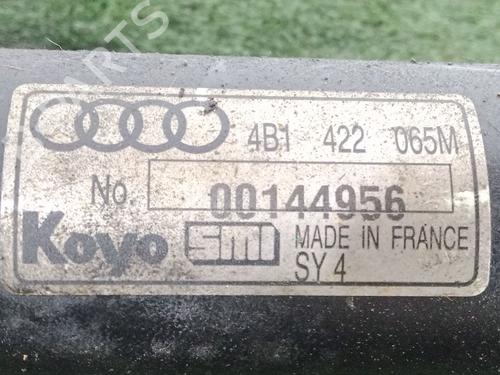 4B1 422 065M
No. 00144956
Koyo SMI MADE IN FRANCE
SY 4